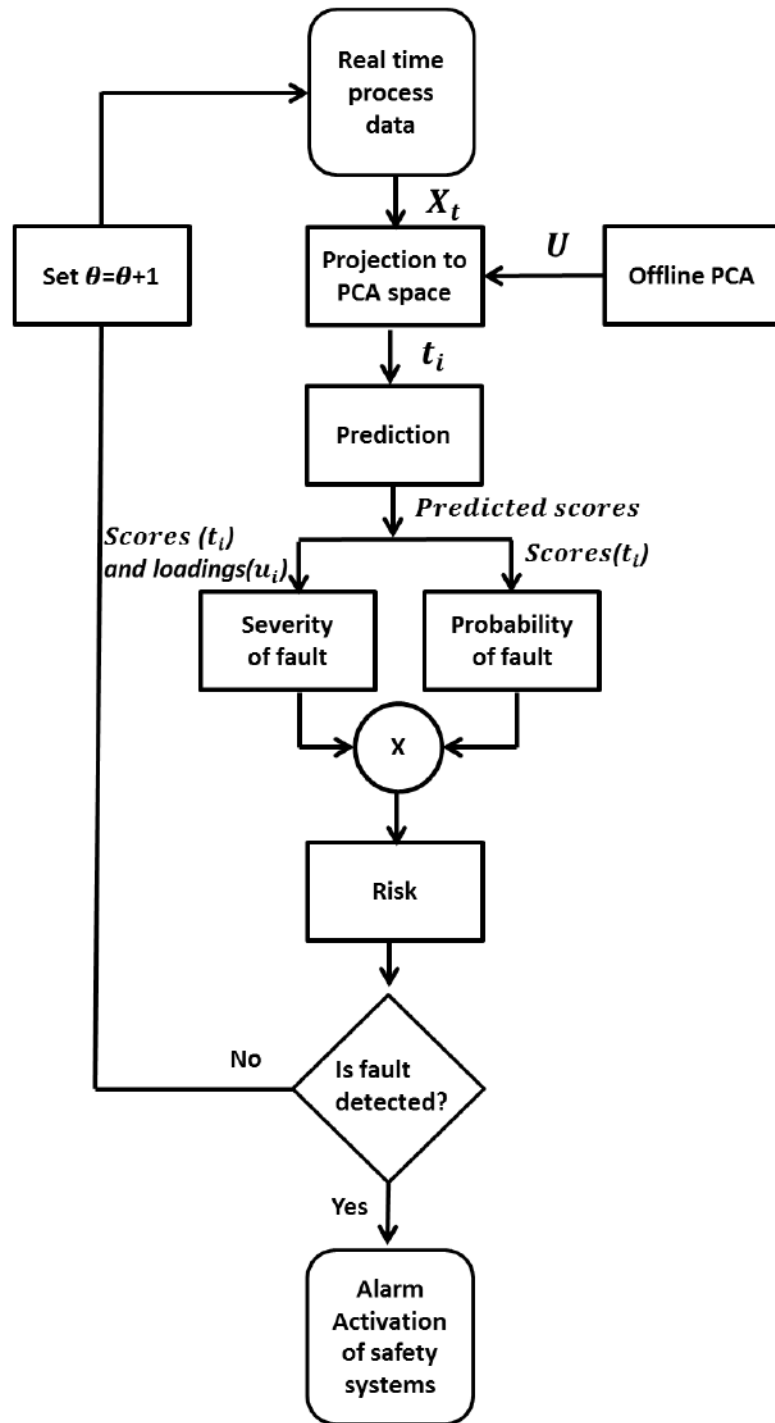 Real time
process
data
X_t
Set θ=θ+1
Projection to
PCA space
U
Offline PCA
t_i
Prediction
Predicted scores
Scores (t_i)
and loadings(u_i)
Scores(t_i)
Severity
of fault
Probability
of fault
X
Risk
No
Is fault
detected?
Yes
Alarm
Activation
of safety
systems